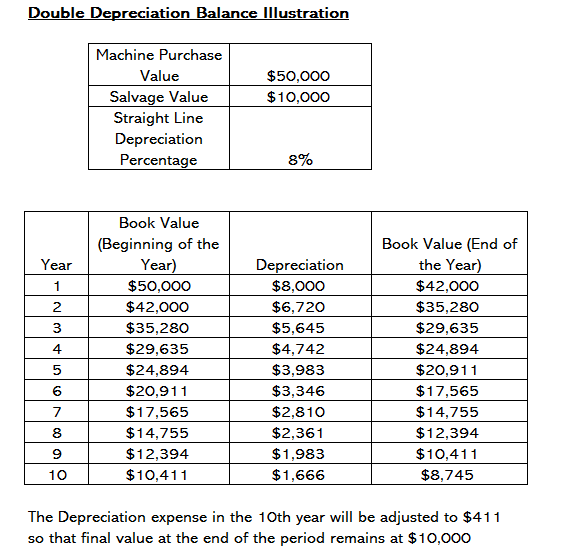 Double Depreciation Balance Illustration
Machine Purchase
Value $50,000
Salvage Value $10,000
Straight Line
Depreciation
Percentage 8%
Book Value
(Beginning of the Book Value (End of
Year Year) Depreciation the Year)
1 $50,000 $8,000 $42,000
2 $42,000 $6,720 $35,280
3 $35,280 $5,645 $29,635
4 $29,635 $4,742 $24,894
5 $24,894 $3,983 $20,911
6 $20,911 $3,346 $17,565
7 $17,565 $2,810 $14,755
8 $14,755 $2,361 $12,394
9 $12,394 $1,983 $10,411
10 $10,411 $1,666 $8,745
The Depreciation expense in the 10th year will be adjusted to $411
so that final value at the end of the period remains at $10,000